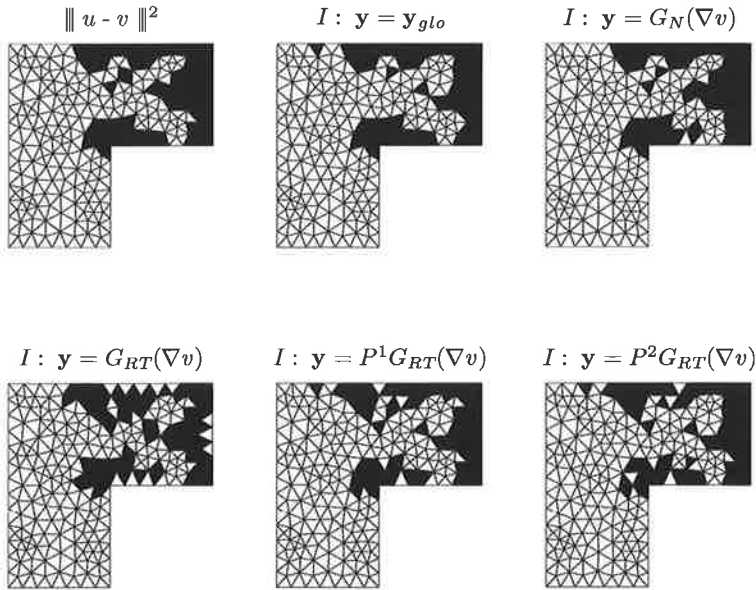 ||| u - v |||²
I : y = y_glo
I : y = G_N(∇v)
I : y = G_RT(∇v)
I : y = P¹G_RT(∇v)
I : y = P²G_RT(∇v)